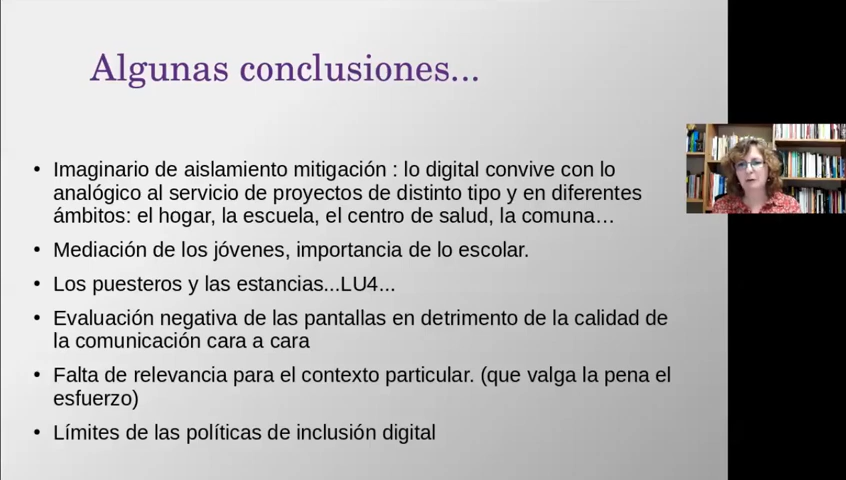 Algunas conclusiones...
• Imaginario de aislamiento mitigación : lo digital convive con lo
analógico al servicio de proyectos de distinto tipo y en diferentes
ámbitos: el hogar, la escuela, el centro de salud, la comuna…
• Mediación de los jóvenes, importancia de lo escolar.
• Los puesteros y las estancias...LU4...
• Evaluación negativa de las pantallas en detrimento de la calidad de
la comunicación cara a cara
• Falta de relevancia para el contexto particular. (que valga la pena el
esfuerzo)
• Límites de las políticas de inclusión digital